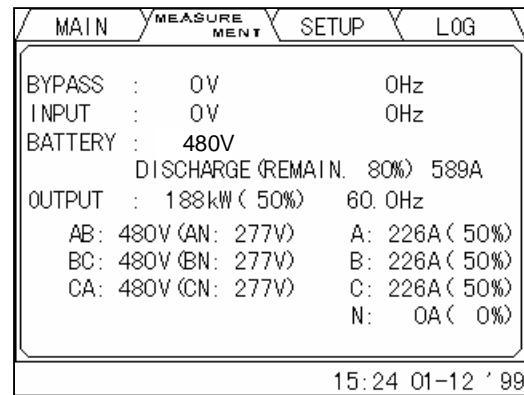 MAIN MEASUREMENT SETUP LOG
BYPASS : 0V 0Hz
INPUT : 0V 0Hz
BATTERY : 480V
DISCHARGE (REMAIN. 80%) 589A
OUTPUT : 188kW ( 50%) 60.0Hz
AB: 480V (AN: 277V) A: 226A ( 50%)
BC: 480V (BN: 277V) B: 226A ( 50%)
CA: 480V (CN: 277V) C: 226A ( 50%)
N: 0A ( 0%)
15:24 01-12 '99